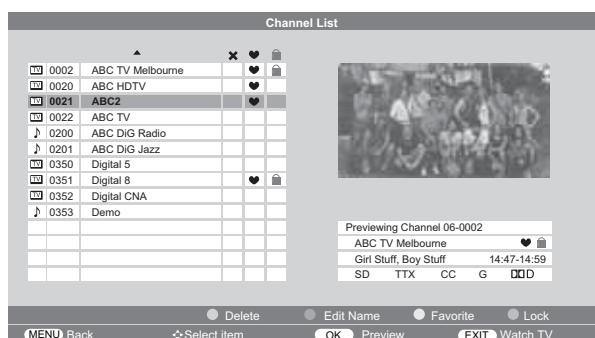 Channel List
TV 0002 ABC TV Melbourne
TV 0020 ABC HDTV
TV 0021 ABC2
TV 0022 ABC TV
0200 ABC DiG Radio
0201 ABC DiG Jazz
TV 0350 Digital 5
TV 0351 Digital 8
TV 0352 Digital CNA
0353 Demo
Previewing Channel 06-0002
ABC TV Melbourne
Girl Stuff, Boy Stuff 14:47-14:59
SD TTX CC G D
Delete Edit Name Favorite Lock
MENU Back Select item OK Preview EXIT Watch TV